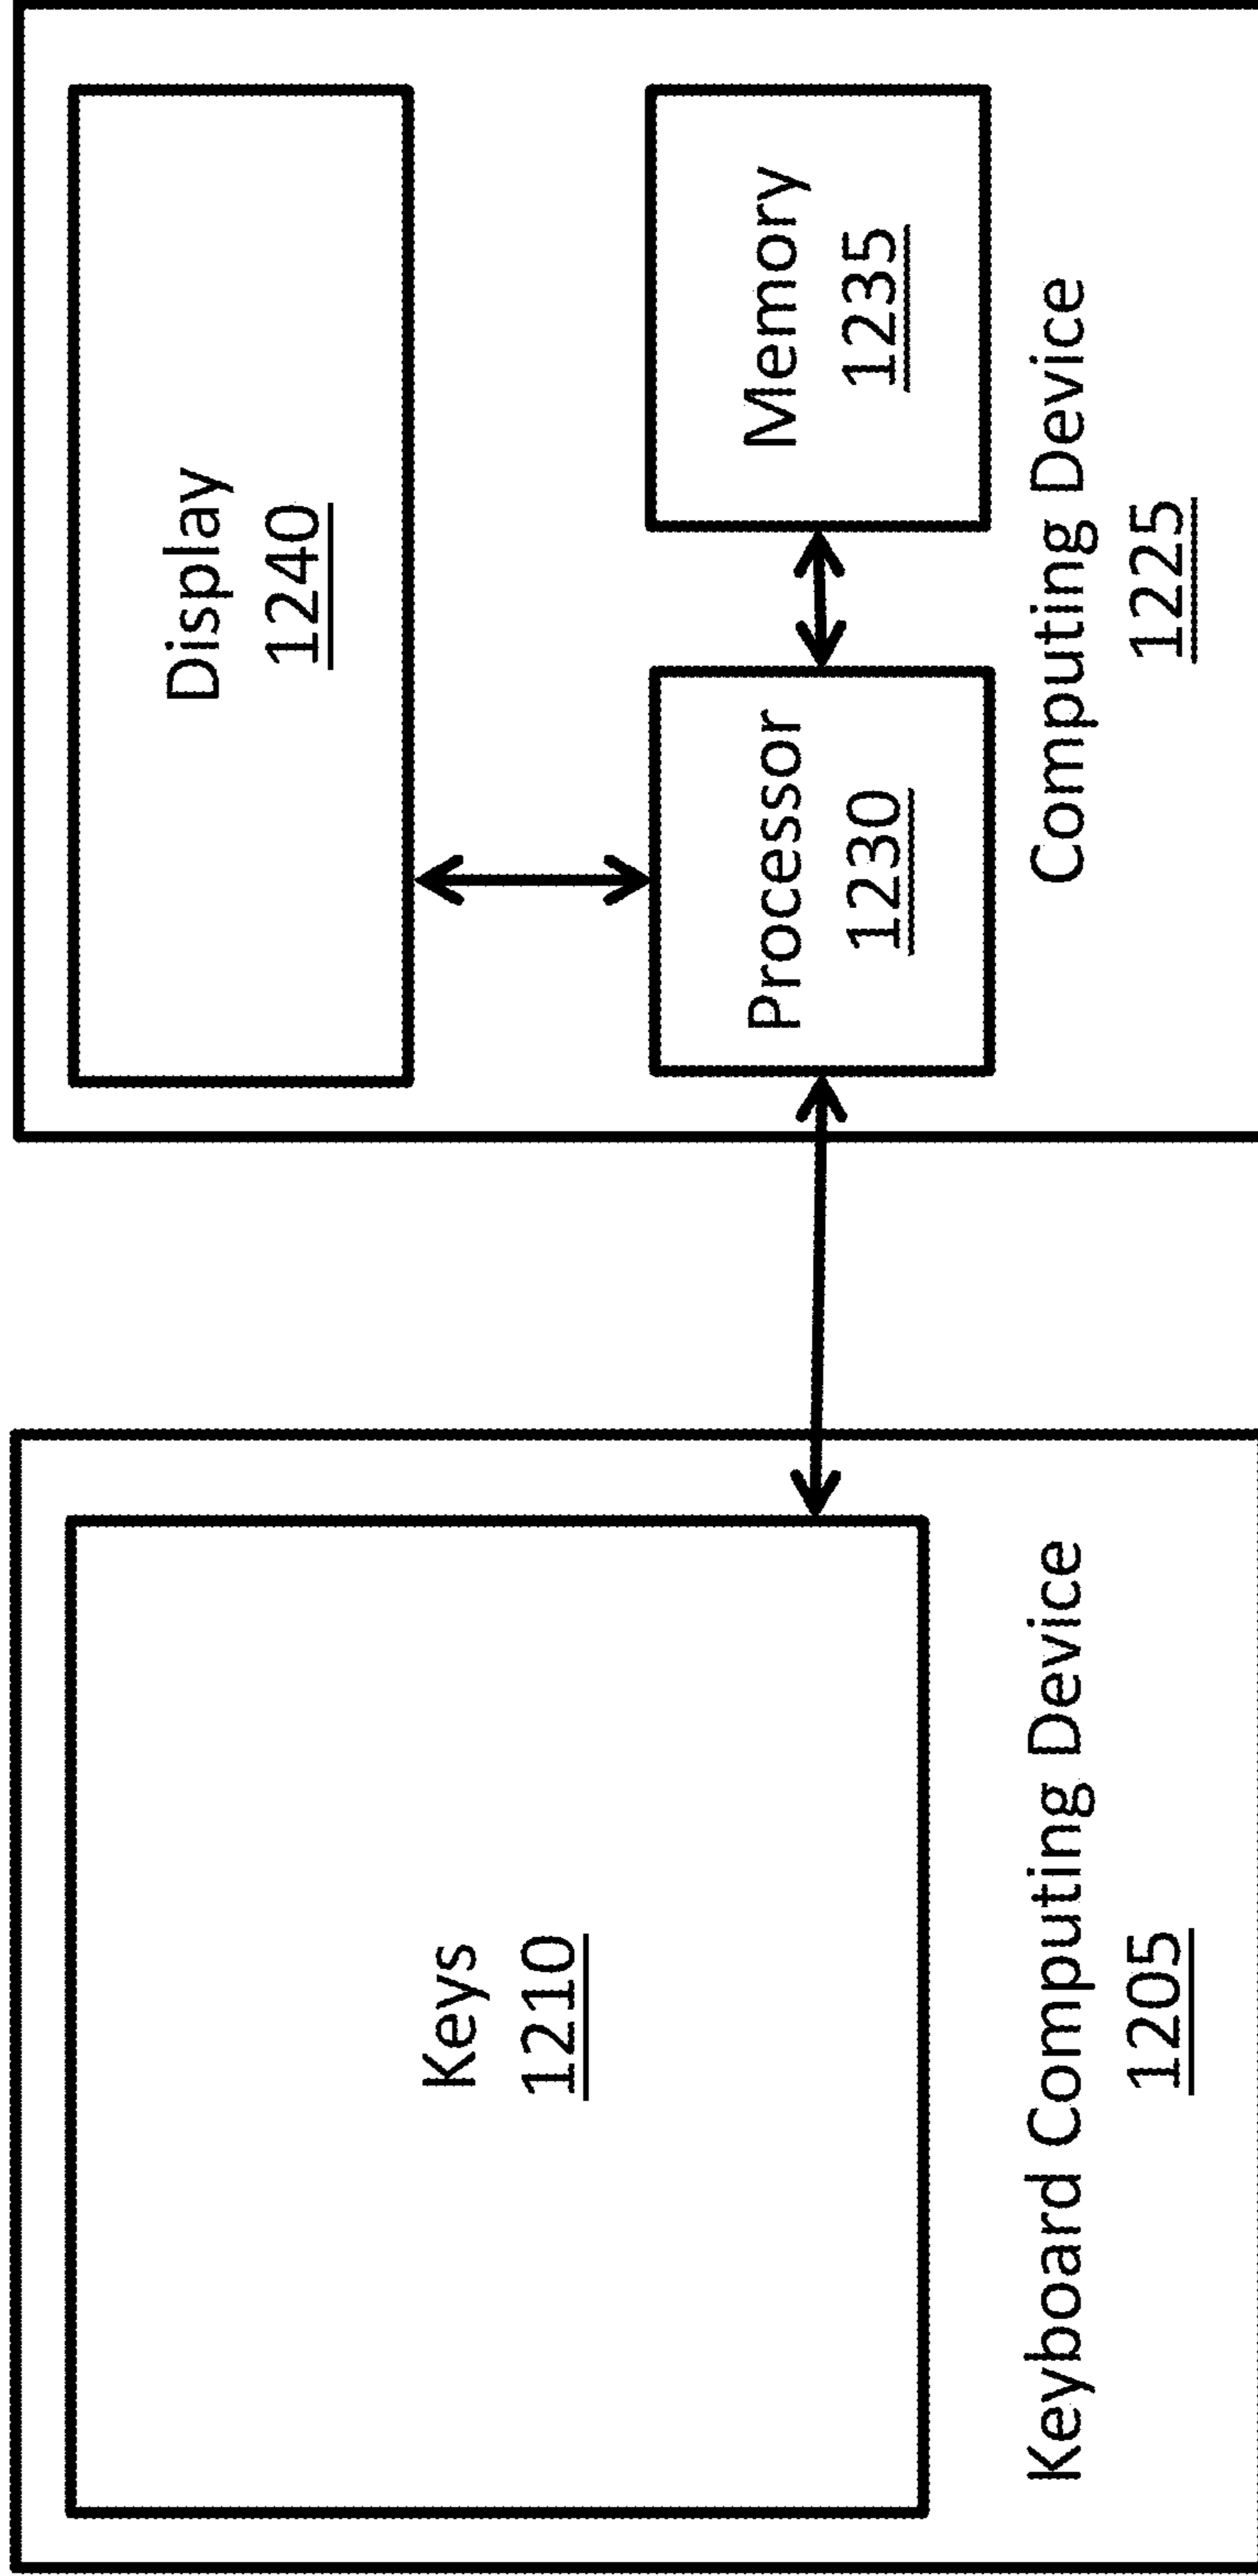 Keys
1210
Keyboard Computing Device
1205
Display
1240
Processor
1230
Memory
1235
Computing Device
1225